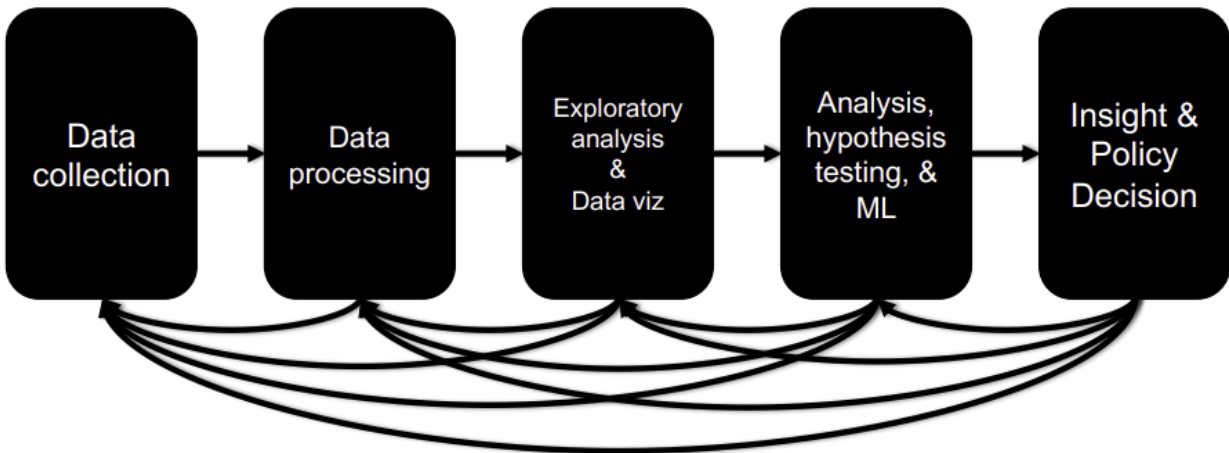 Data
collection
Data
processing
Exploratory
analysis
&
Data viz
Analysis,
hypothesis
testing, &
ML
Insight &
Policy
Decision